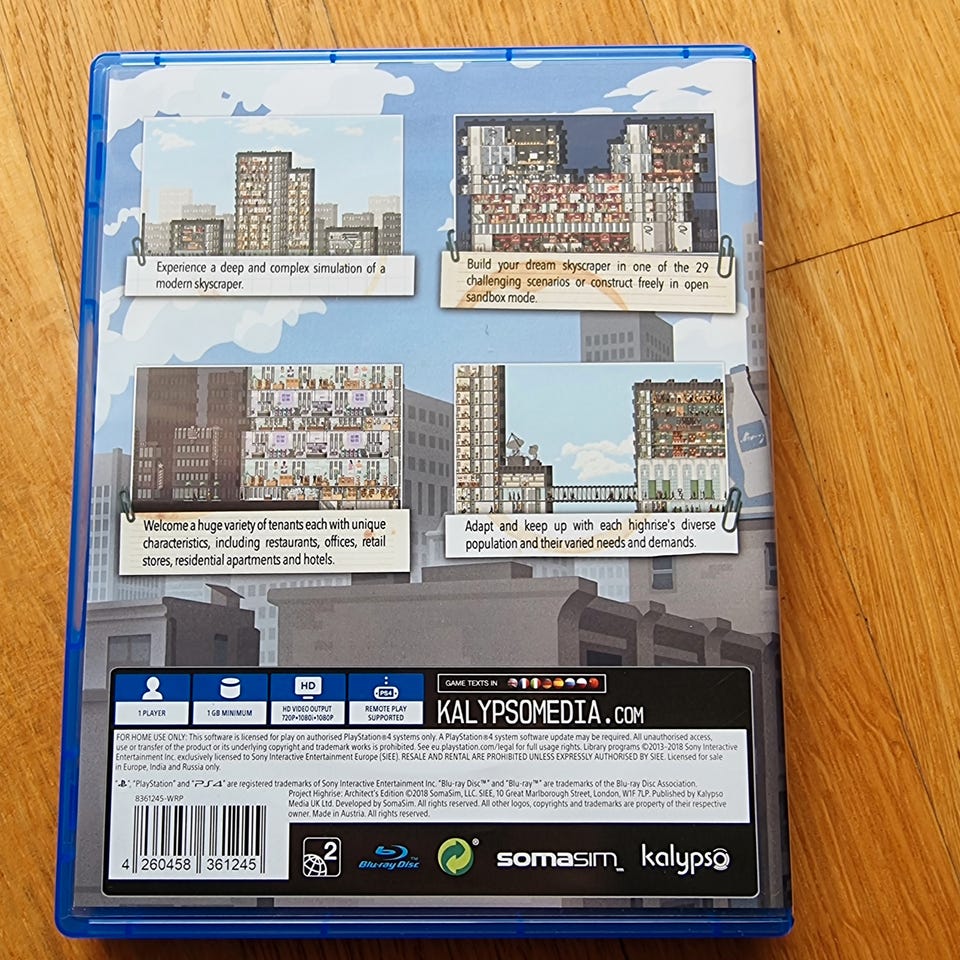 Experience a deep and complex simulation of a
modern skyscraper.
Build your dream skyscraper in one of the 29
challenging scenarios or construct freely in open
sandbox mode.
Welcome a huge variety of tenants each with unique
characteristics, including restaurants, offices, retail
stores, residential apartments and hotels.
Adapt and keep up with each highrise's diverse
population and their varied needs and demands.
1 PLAYER
1 GB MINIMUM
HD
HD VIDEO OUTPUT
720p•1080i•1080p
PS4
REMOTE PLAY
SUPPORTED
GAME TEXTS IN
KALYPSOMEDIA.COM
FOR HOME USE ONLY: This software is licensed for play on authorised PlayStation®4 systems only. A PlayStation®4 system software update may be required. All unauthorised access,
use or transfer of the product or its underlying copyright and trademark works is prohibited. See eu.playstation.com/legal for full usage rights. Library programs ©2013-2018 Sony Interactive
Entertainment Inc. exclusively licensed to Sony Interactive Entertainment Europe (SIEE). RESALE AND RENTAL ARE PROHIBITED UNLESS EXPRESSLY AUTHORISED BY SIEE. Licensed for sale
in Europe, India and Russia only.
"PlayStation" and "PS4" are registered trademarks of Sony Interactive Entertainment Inc. "Blu-ray Disc™" and "Blu-ray™" are trademarks of the Blu-ray Disc Association.
8361245-WRP
Project Highrise; Architect's Edition ©2018 SomaSim, LLC. SIEE, 10 Great Marlborough Street, London, W1F 7LP. Published by Kalypso
Media UK Ltd. Developed by SomaSim. All rights reserved. All other logos, copyrights and trademarks are property of their respective
owner. Made in Austria. All rights reserved.
4 260458 361245
2
Blu-ray Disc™
®
somasim™
kalypso